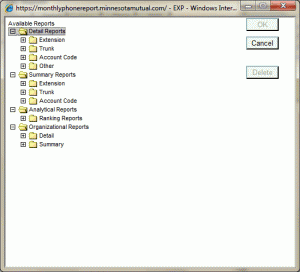 https://monthlyphonereport.minnesotamutual.com/ - EXP - Windows Inter...
Available Reports
OK
Detail Reports
Extension
Cancel
Trunk
Account Code
Other
Delete
Summary Reports
Extension
Trunk
Account Code
Analytical Reports
Ranking Reports
Organizational Reports
Detail
Summary